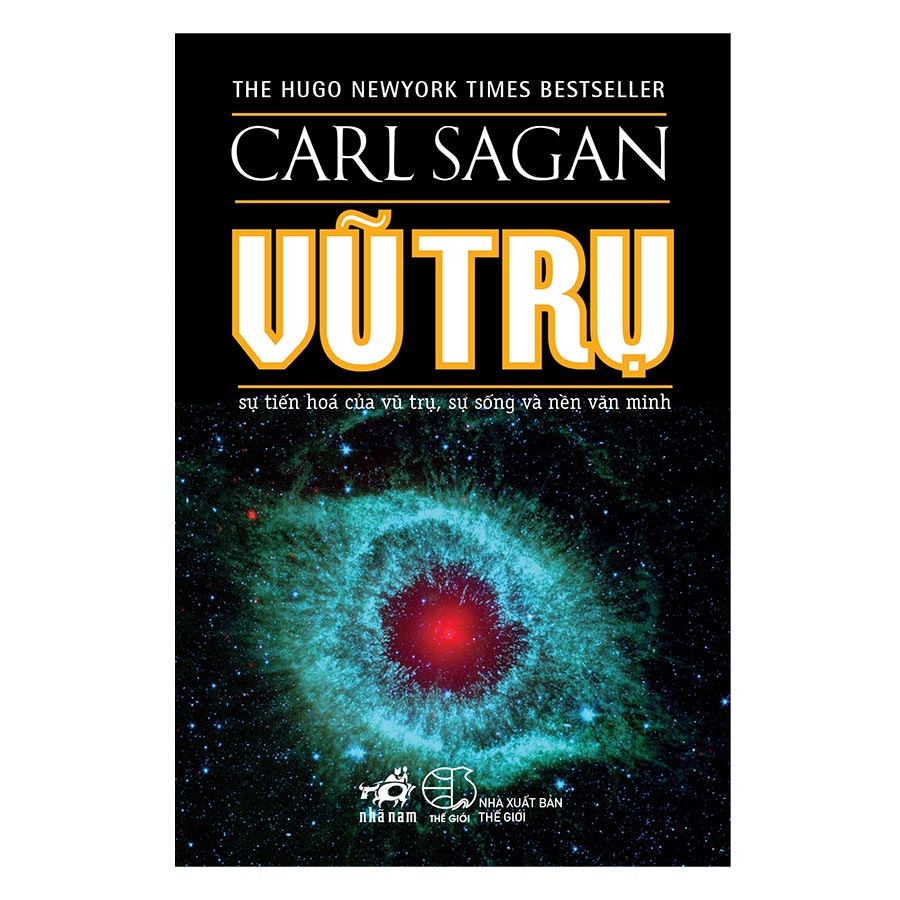 THE HUGO NEWYORK TIMES BESTSELLER
CARL SAGAN
VŨ TRỤ
sự tiến hoá của vũ trụ, sự sống và nền văn minh
nhã nam
THẾ GIỚI
NHÀ XUẤT BẢN
THẾ GIỚI